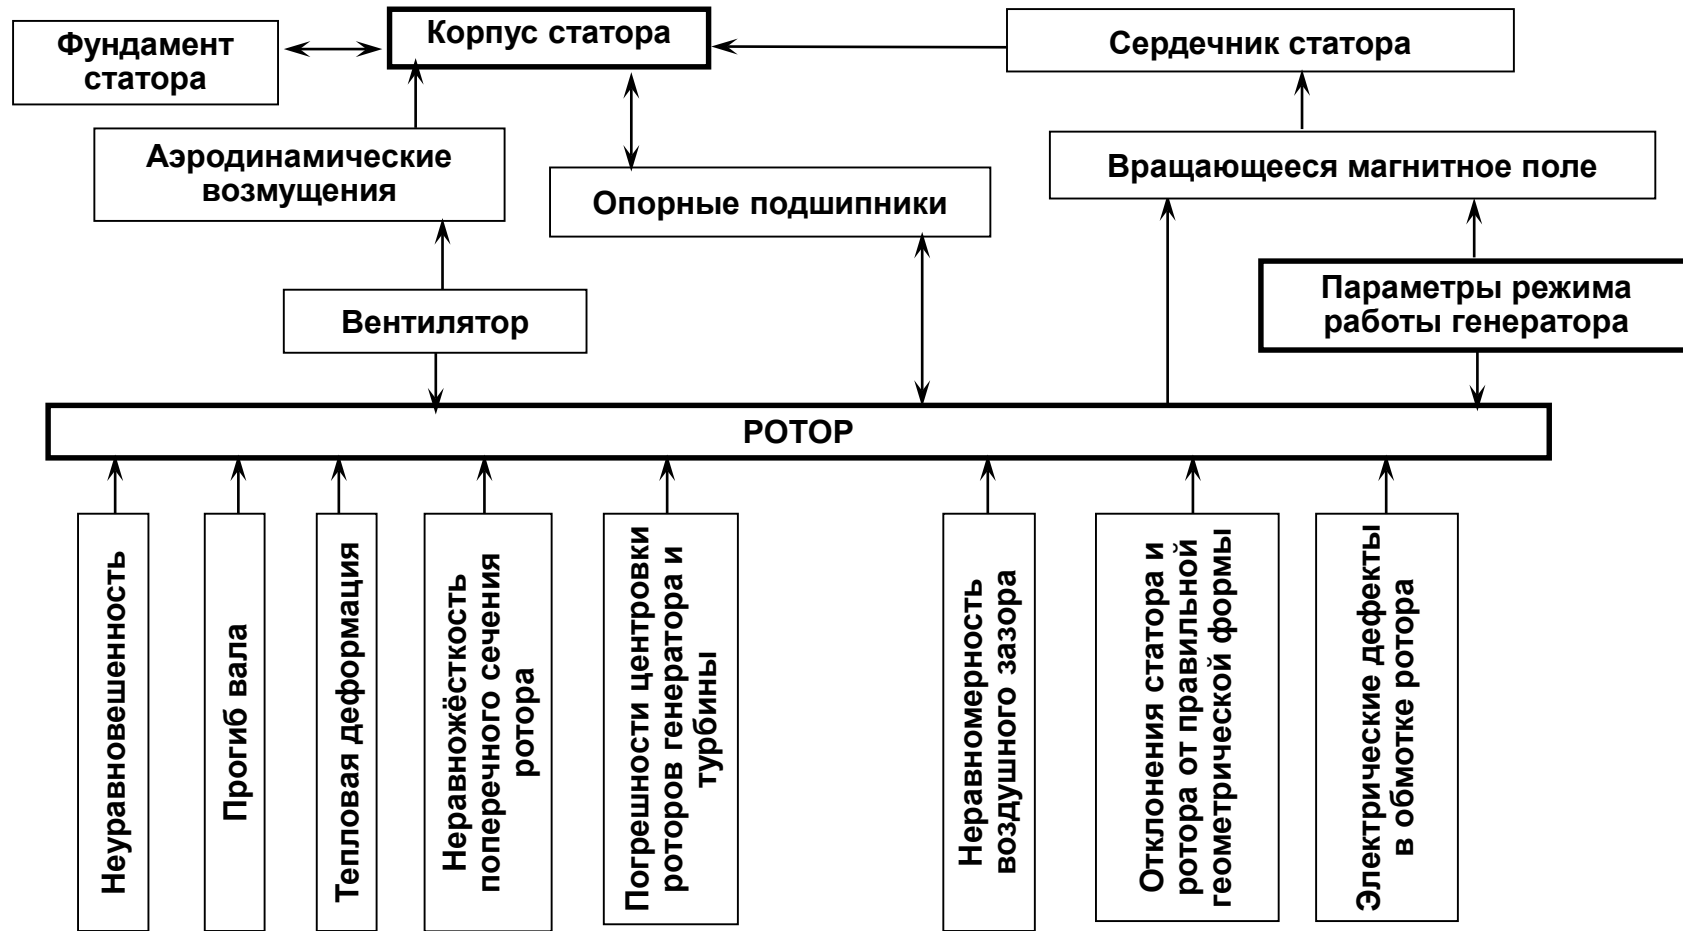 Фундамент
статора
Корпус статора
Сердечник статора
Аэродинамические
возмущения
Опорные подшипники
Вращающееся магнитное поле
Вентилятор
Параметры режима
работы генератора
РОТОР
Неуравновешенность
Прогиб вала
Тепловая деформация
Неравножёсткость
поперечного сечения
ротора
Погрешности центровки
роторов генератора и
турбины
Неравномерность
воздушного зазора
Отклонения статора и
ротора от правильной
геометрической формы
Электрические дефекты
в обмотке ротора